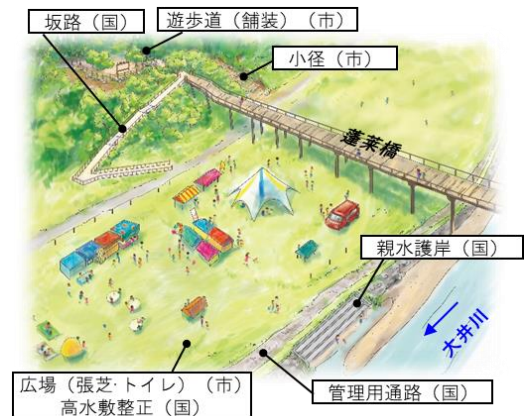 坂路（国）
遊歩道（舗装）（市）
小径（市）
蓬莱橋
親水護岸（国）
大井川
広場（張芝･トイレ）（市）
高水敷整正（国）
管理用通路（国）